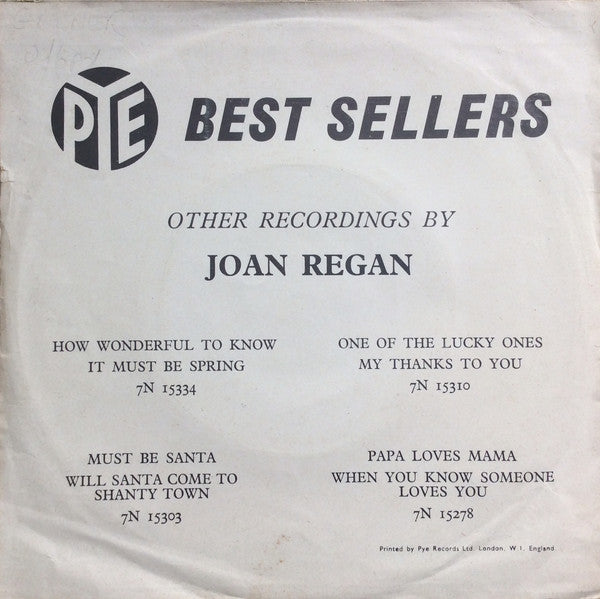 PYE BEST SELLERS
OTHER RECORDINGS BY
JOAN REGAN
HOW WONDERFUL TO KNOW
IT MUST BE SPRING
7N 15334
ONE OF THE LUCKY ONES
MY THANKS TO YOU
7N 15310
MUST BE SANTA
WILL SANTA COME TO
SHANTY TOWN
7N 15303
PAPA LOVES MAMA
WHEN YOU KNOW SOMEONE
LOVES YOU
7N 15278
Printed by Pye Records Ltd. London. W 1, England